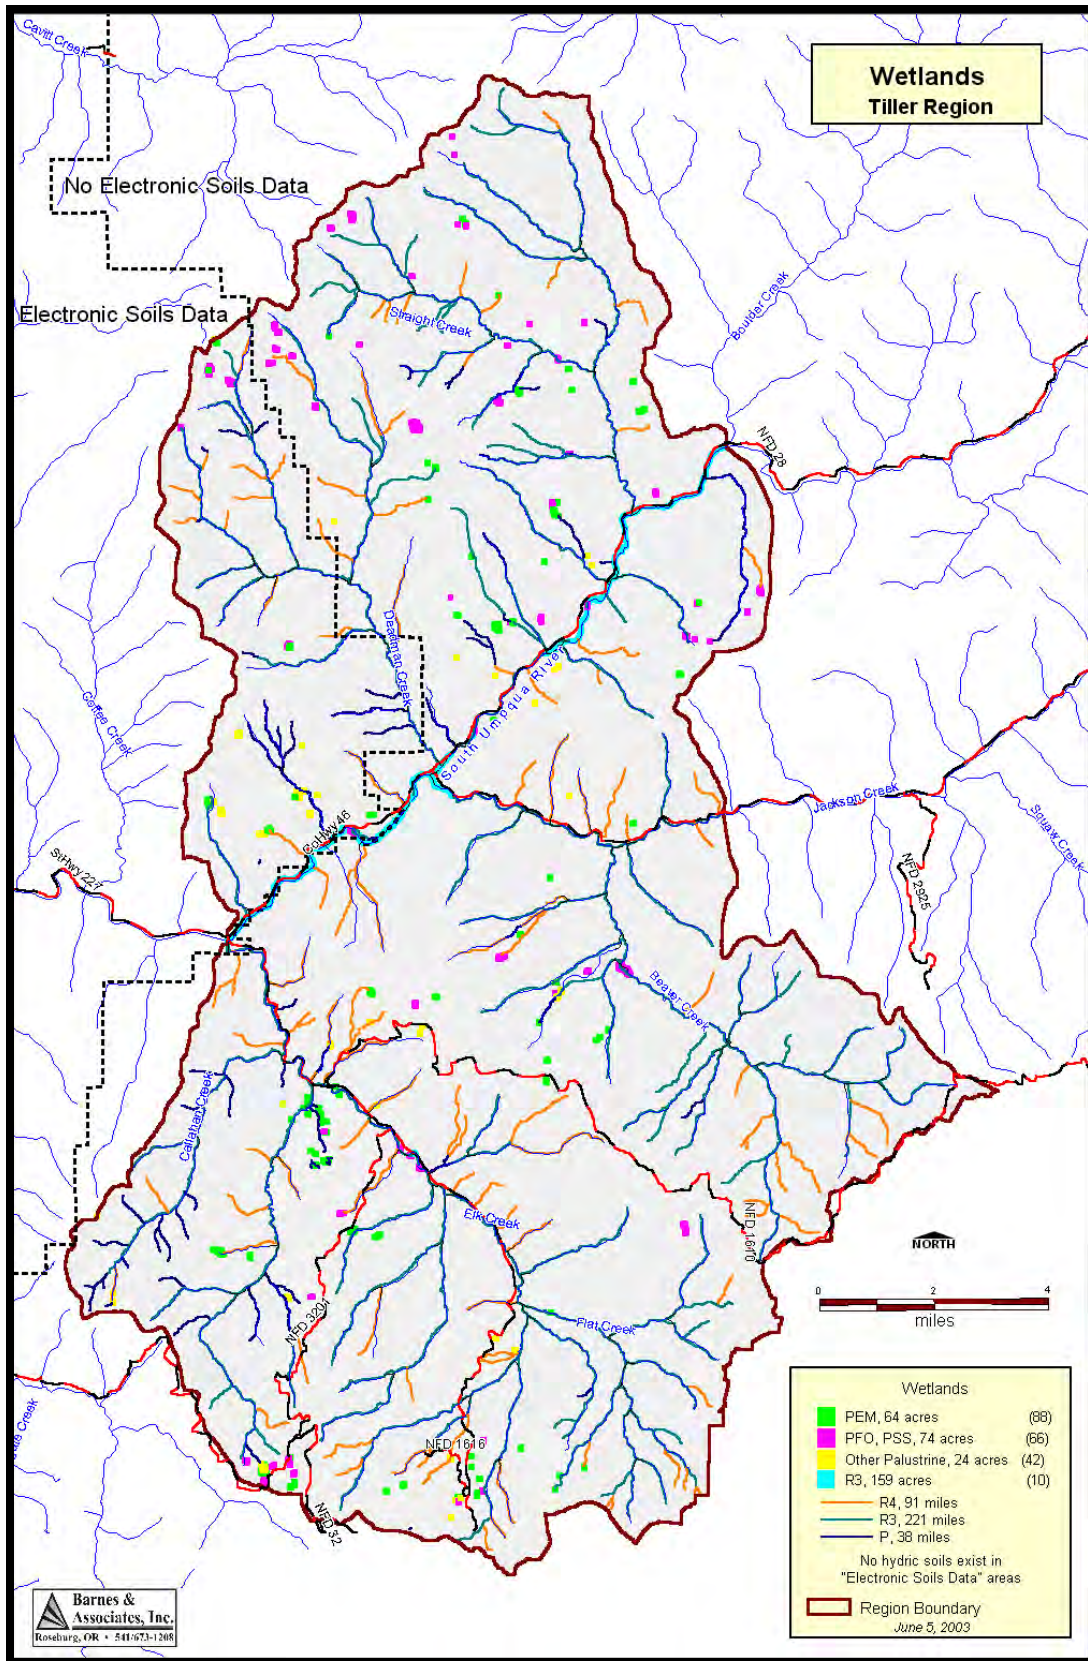 Cavitt Creek
Wetlands
Tiller Region
No Electronic Soils Data
Electronic Soils Data
Straight Creek
Boulder Creek
NFD 28
Deadman Creek
South Umpqua River
Coffee Creek
Jackson Creek
Squaw Creek
CoHwy46
StHwy 227
NFD 2925
Beaver Creek
Callahan Creek
Elk Creek
NFD 1610
NORTH
0 2 4
miles
NFD 3201
Flat Creek
NFD 1616
NFD 32
Creek
Wetlands
PEM, 64 acres (88)
PFO, PSS, 74 acres (66)
Other Palustrine, 24 acres (42)
R3, 159 acres (10)
R4, 91 miles
R3, 221 miles
P, 38 miles
No hydric soils exist in
"Electronic Soils Data" areas
Region Boundary
June 5, 2003
Barnes &
Associates, Inc.
Roseburg, OR • 541/673-1208